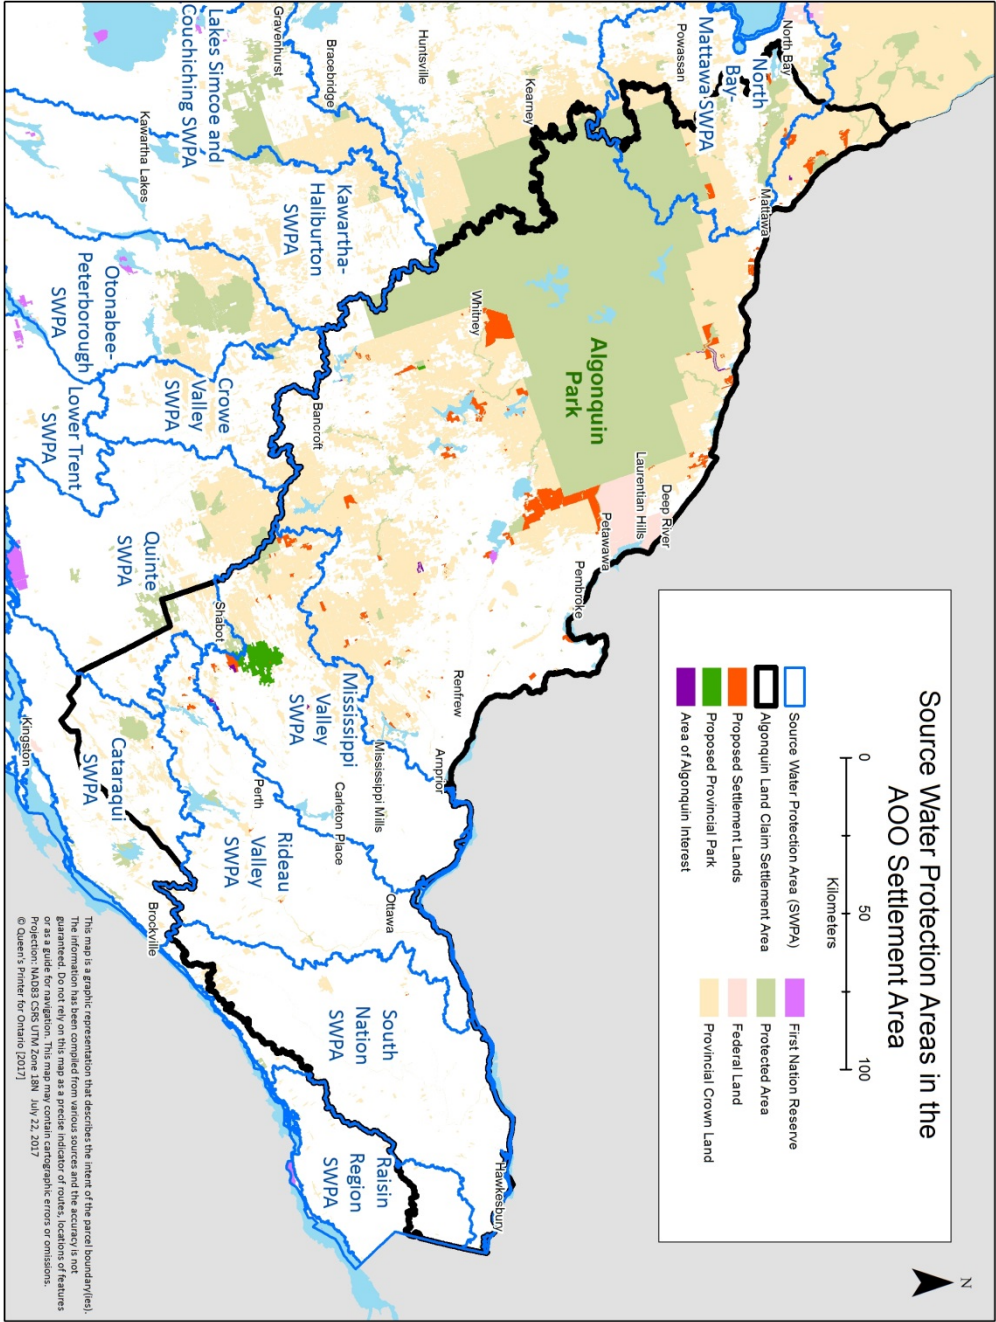 Source Water Protection Areas in the
AOO Settlement Area
0
50
100
Kilometers
Source Water Protection Area (SWPA)
Algonquin Land Claim Settlement Area
Proposed Settlement Lands
Proposed Provincial Park
Area of Algonquin Interest
First Nation Reserve
Protected Area
Federal Land
Provincial Crown Land
N
North Bay
North
Bay-
Mattawa SWPA
Powassan
Mattawa
Kearney
Huntsville
Bracebridge
Gravenhurst
Lakes Simcoe and
Couchiching SWPA
Kawartha Lakes
Kawartha-
Haliburton
SWPA
Algonquin
Park
Whitney
Otonabee-
Peterborough
SWPA
Crowe
Valley
SWPA
Lower Trent
SWPA
Bancroft
Deep River
Laurentian Hills
Petawawa
Pembroke
Quinte
SWPA
Shabot
Renfrew
Mississippi
Valley
SWPA
Arnprior
Mississippi Mills
Carleton Place
Perth
Kingston
Cataraqui
SWPA
Rideau
Valley
SWPA
Ottawa
Brockville
South
Nation
SWPA
Raisin
Region
SWPA
Hawkesbury
This map is a graphic representation that describes the intent of the parcel boundary(ies).
The information has been compiled from various sources and the accuracy is not
guaranteed. Do not rely on this map as a precise indicator of routes, locations of features
or as a guide for navigation. This map may contain cartographic errors or omissions.
Projection: NAD83 CSRS UTM Zone 18N July 22, 2017
© Queen's Printer for Ontario [2017]